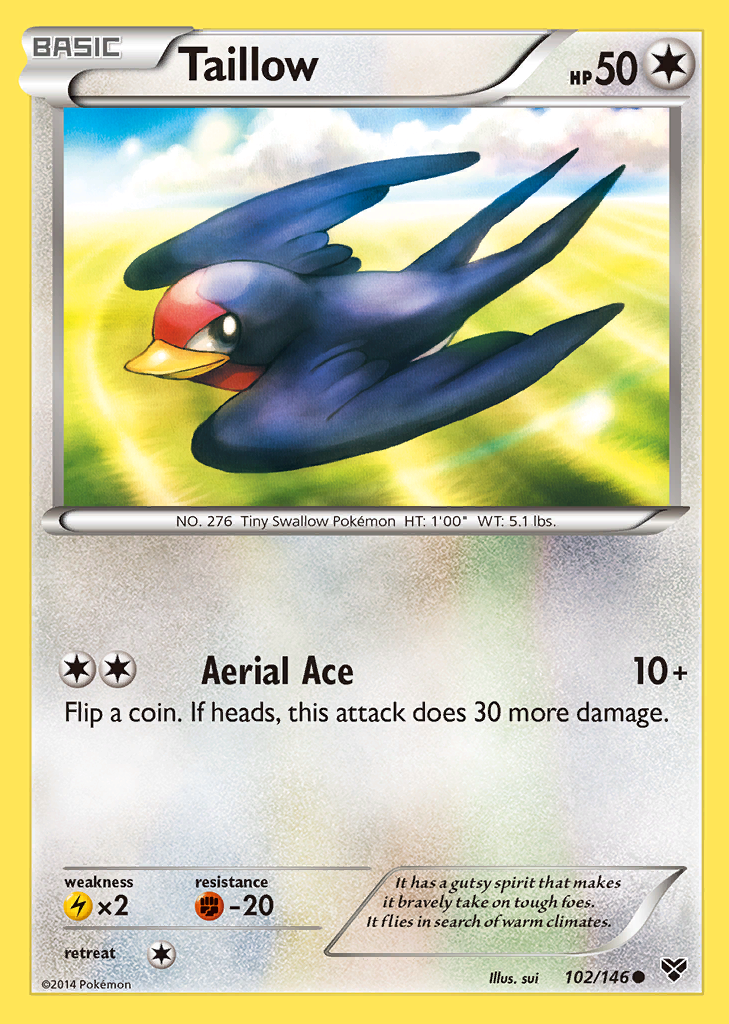 BASIC
Taillow
HP 50
NO. 276 Tiny Swallow Pokémon HT: 1'00" WT: 5.1 lbs.
Aerial Ace 10+
Flip a coin. If heads, this attack does 30 more damage.
weakness resistance
×2 -20
It has a gutsy spirit that makes
it bravely take on tough foes.
It flies in search of warm climates.
retreat
©2014 Pokémon
Illus. sui 102/146